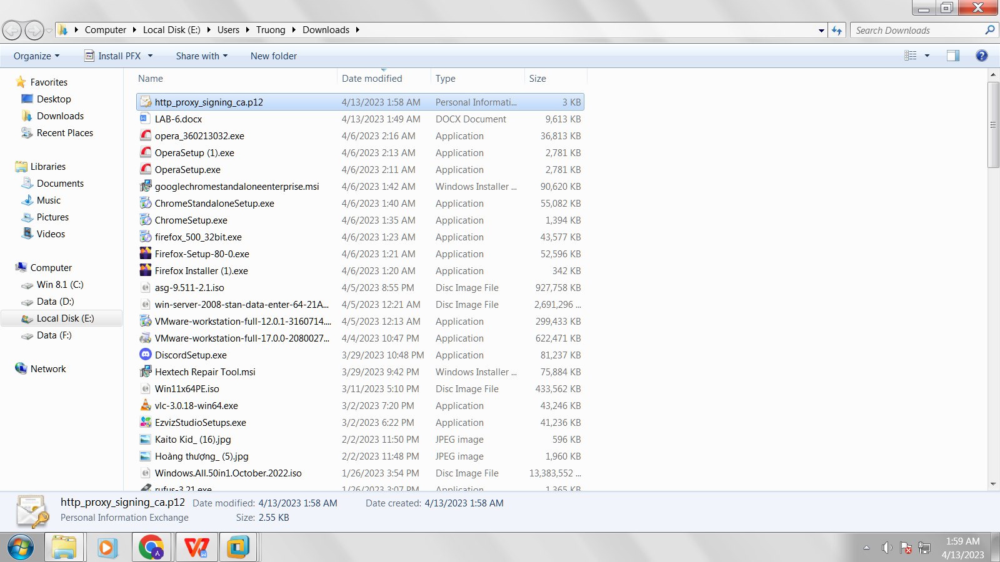 Computer Local Disk (E:) Users Truong Downloads Search Downloads
Organize Install PFX Share with New folder
Favorites
Desktop
Downloads
Recent Places
Libraries
Documents
Music
Pictures
Videos
Computer
Win 8.1 (C:)
Data (D:)
Local Disk (E:)
Data (F:)
Network
Name Date modified Type Size
http_proxy_signing_ca.p12 4/13/2023 1:58 AM Personal Informati... 3 KB
LAB-6.docx 4/13/2023 1:49 AM DOCX Document 9,613 KB
opera_360213032.exe 4/6/2023 2:16 AM Application 36,813 KB
OperaSetup (1).exe 4/6/2023 2:13 AM Application 2,781 KB
OperaSetup.exe 4/6/2023 2:11 AM Application 2,781 KB
googlechromestandaloneenterprise.msi 4/6/2023 1:42 AM Windows Installer ... 90,620 KB
ChromeStandaloneSetup.exe 4/6/2023 1:40 AM Application 55,082 KB
ChromeSetup.exe 4/6/2023 1:35 AM Application 1,394 KB
firefox_500_32bit.exe 4/6/2023 1:23 AM Application 43,577 KB
Firefox-Setup-80-0.exe 4/6/2023 1:21 AM Application 52,596 KB
Firefox Installer (1).exe 4/6/2023 1:20 AM Application 342 KB
asg-9.511-2.1.iso 4/5/2023 8:55 PM Disc Image File 927,758 KB
win-server-2008-stan-data-enter-64-21A... 4/5/2023 12:21 AM Disc Image File 2,691,296 ...
VMware-workstation-full-12.0.1-3160714.... 4/5/2023 12:13 AM Application 299,433 KB
VMware-workstation-full-17.0.0-2080027... 4/4/2023 10:47 PM Application 622,471 KB
DiscordSetup.exe 3/29/2023 10:48 PM Application 81,237 KB
Hextech Repair Tool.msi 3/29/2023 9:42 PM Windows Installer ... 75,884 KB
Win11x64PE.iso 3/11/2023 5:10 PM Disc Image File 433,562 KB
vlc-3.0.18-win64.exe 3/2/2023 7:20 PM Application 43,246 KB
EzvizStudioSetups.exe 3/2/2023 6:22 PM Application 41,236 KB
Kaito Kid_ (16).jpg 2/2/2023 11:50 PM JPEG image 596 KB
Hoàng thượng_ (5).jpg 2/2/2023 11:48 PM JPEG image 1,960 KB
Windows.All.50in1.October.2022.iso 1/26/2023 3:54 PM Disc Image File 13,383,552 ...
rufus-3.21.exe 1/26/2023 3:07 PM Application 1,365 KB
http_proxy_signing_ca.p12 Date modified: 4/13/2023 1:58 AM Date created: 4/13/2023 1:58 AM
Personal Information Exchange Size: 2.55 KB
1:59 AM
4/13/2023